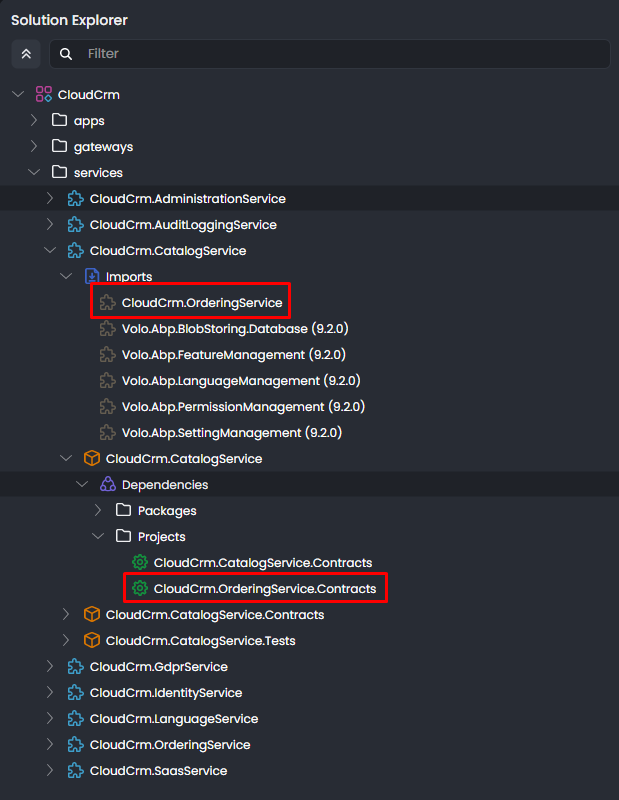 Solution Explorer
Filter
CloudCrm
apps
gateways
services
CloudCrm.AdministrationService
CloudCrm.AuditLoggingService
CloudCrm.CatalogService
Imports
CloudCrm.OrderingService
Volo.Abp.BlobStoring.Database (9.2.0)
Volo.Abp.FeatureManagement (9.2.0)
Volo.Abp.LanguageManagement (9.2.0)
Volo.Abp.PermissionManagement (9.2.0)
Volo.Abp.SettingManagement (9.2.0)
CloudCrm.CatalogService
Dependencies
Packages
Projects
CloudCrm.CatalogService.Contracts
CloudCrm.OrderingService.Contracts
CloudCrm.CatalogService.Contracts
CloudCrm.CatalogService.Tests
CloudCrm.GdprService
CloudCrm.IdentityService
CloudCrm.LanguageService
CloudCrm.OrderingService
CloudCrm.SaasService